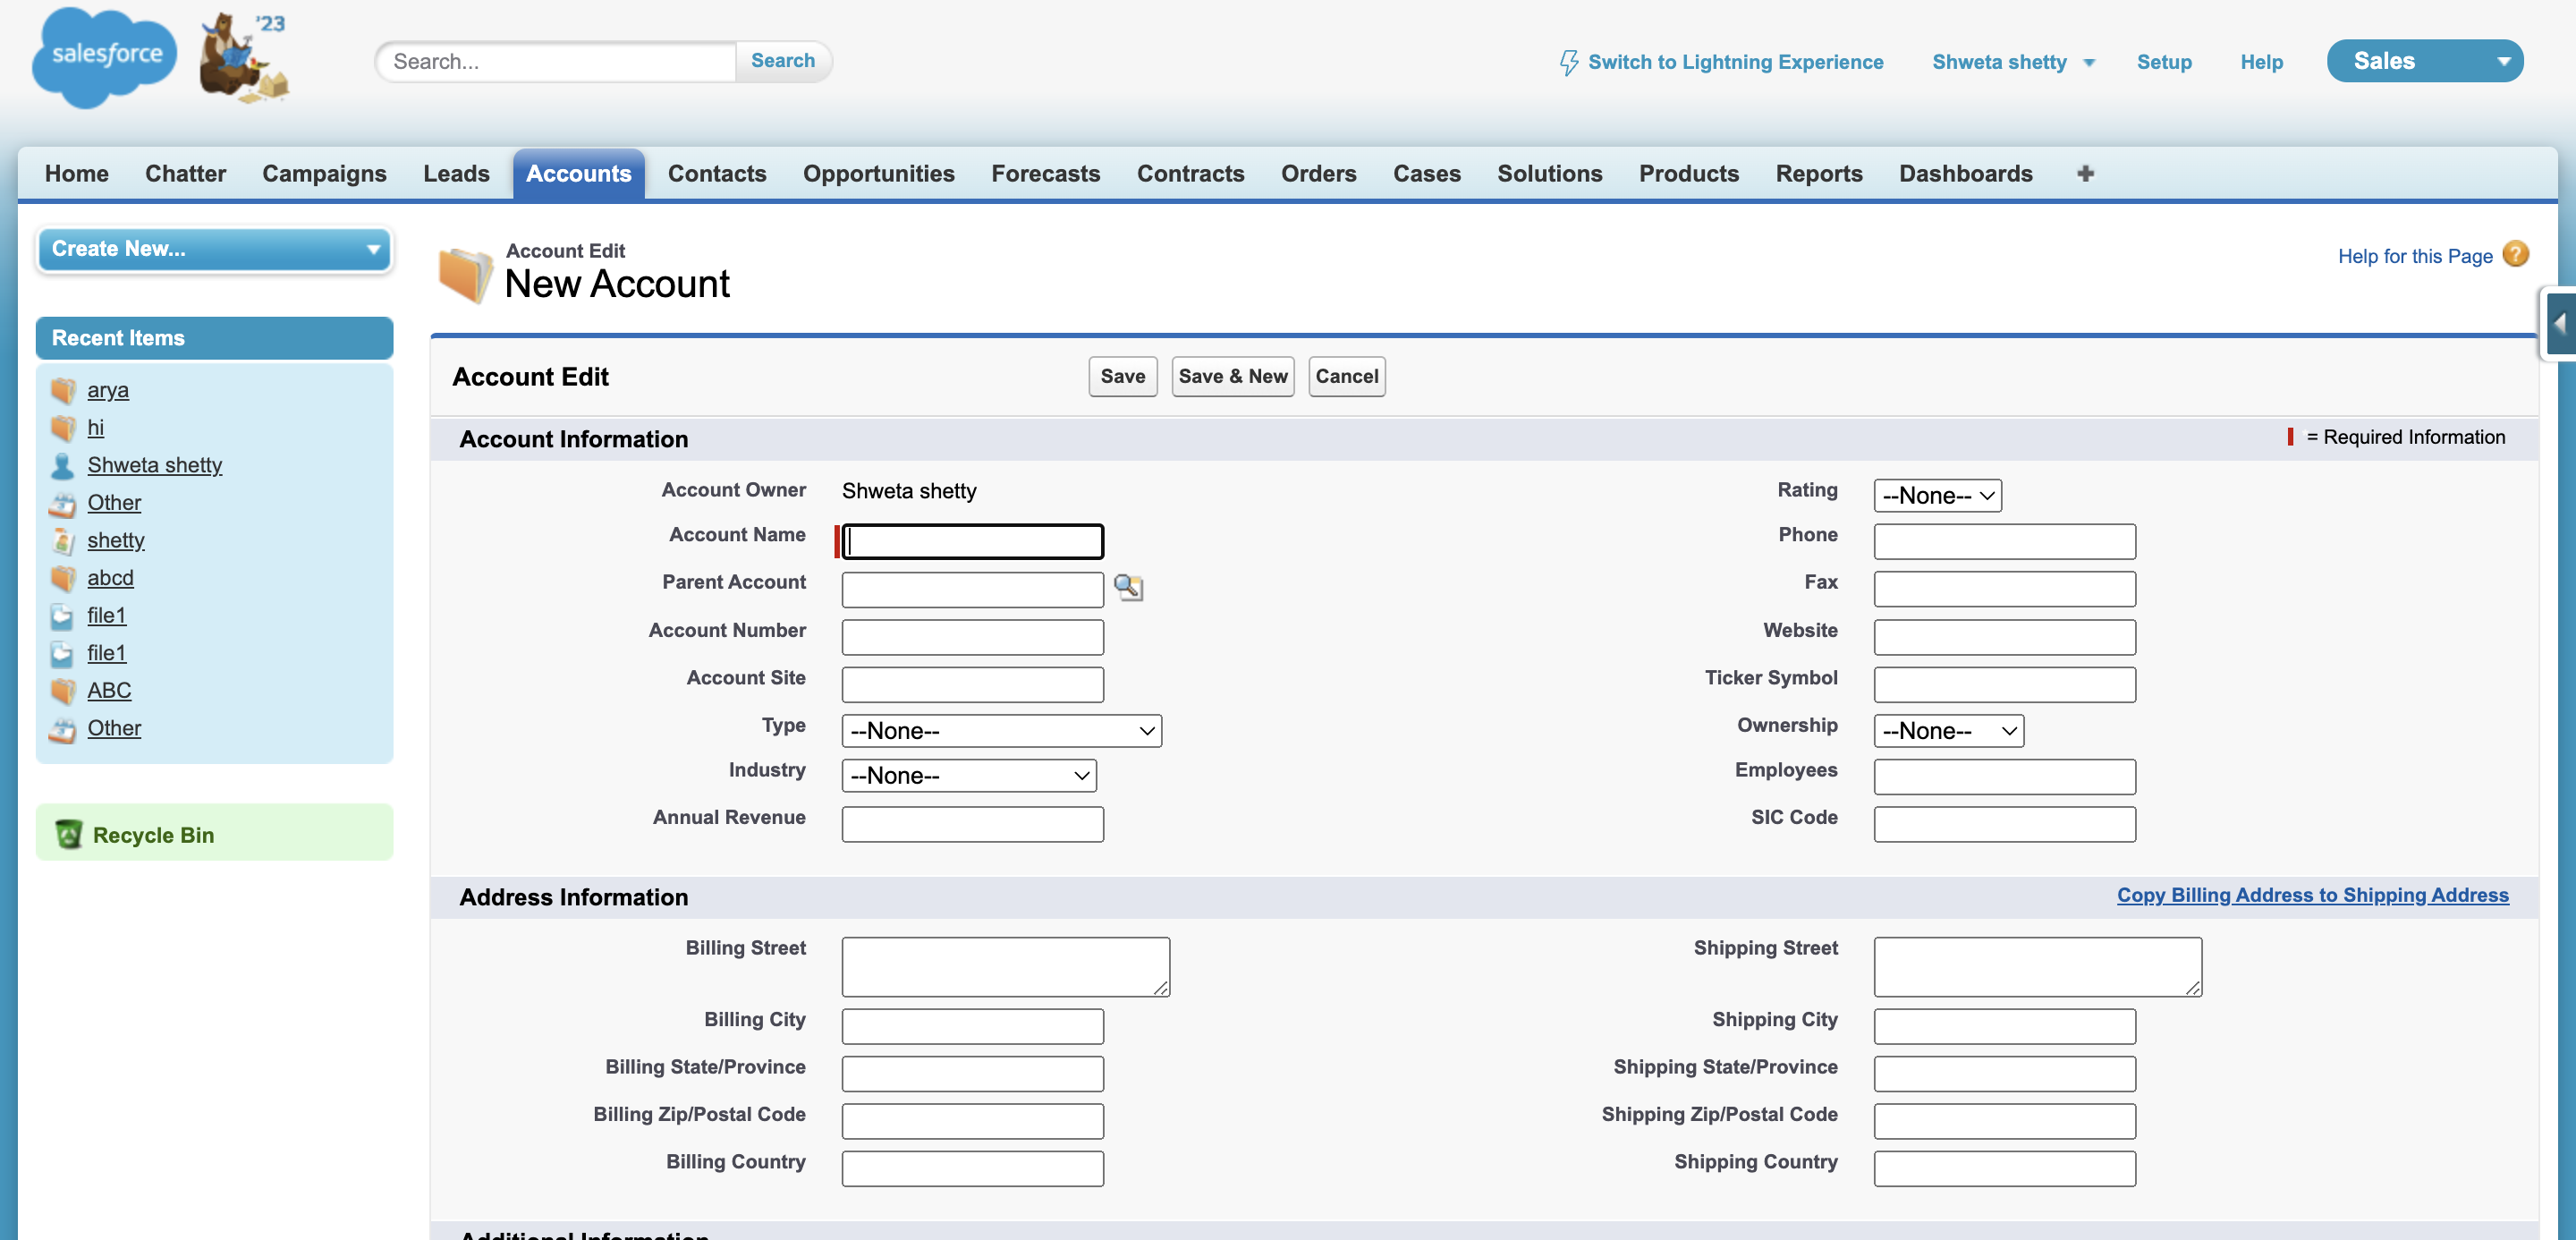 salesforce
'23
Search...
Search
Switch to Lightning Experience
Shweta shetty
Setup
Help
Sales
Home
Chatter
Campaigns
Leads
Accounts
Contacts
Opportunities
Forecasts
Contracts
Orders
Cases
Solutions
Products
Reports
Dashboards
Create New...
Recent Items
arya
hi
Shweta shetty
Other
shetty
abcd
file1
file1
ABC
Other
Recycle Bin
Account Edit
New Account
Help for this Page ?
Account Edit
Save
Save & New
Cancel
Account Information
= Required Information
Account Owner Shweta shetty
Rating --None--
Account Name
Phone
Parent Account
Fax
Account Number
Website
Account Site
Ticker Symbol
Type --None--
Ownership --None--
Industry --None--
Employees
Annual Revenue
SIC Code
Address Information
Copy Billing Address to Shipping Address
Billing Street
Shipping Street
Billing City
Shipping City
Billing State/Province
Shipping State/Province
Billing Zip/Postal Code
Shipping Zip/Postal Code
Billing Country
Shipping Country
Additional Information